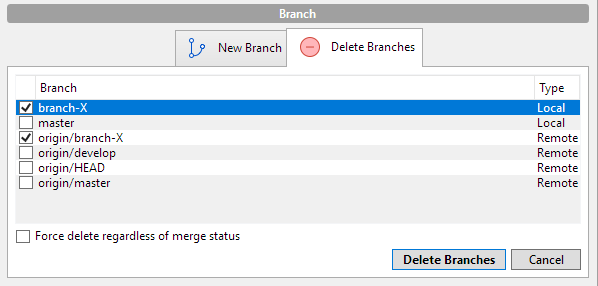 Branch
New Branch
Delete Branches
Branch Type
branch-X Local
master Local
origin/branch-X Remote
origin/develop Remote
origin/HEAD Remote
origin/master Remote
Force delete regardless of merge status
Delete Branches Cancel